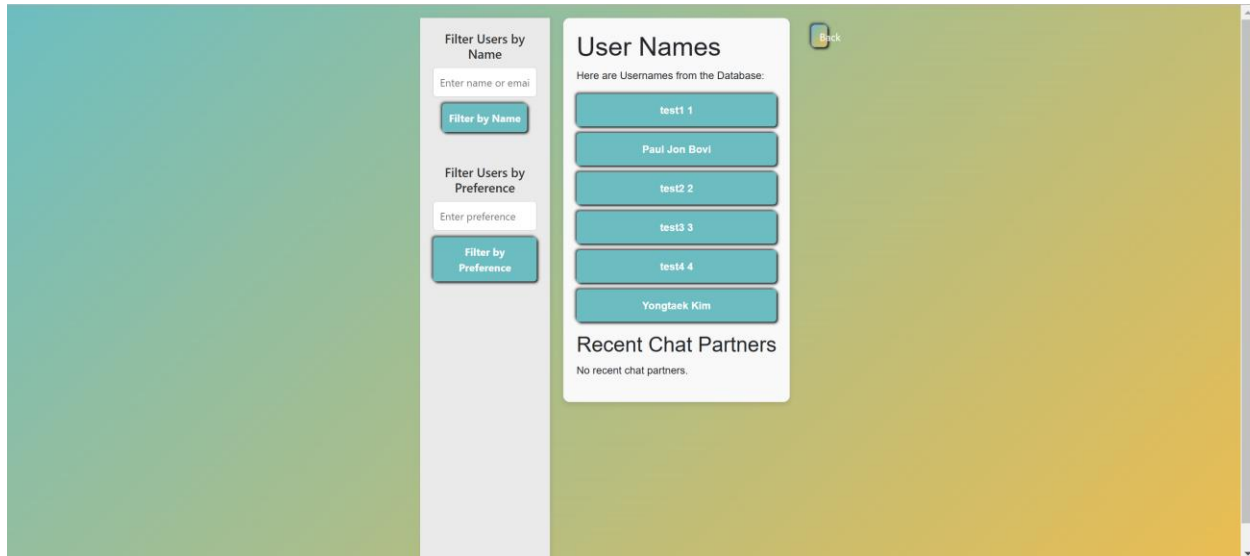 Filter Users by
Name
Enter name or emai
Filter by Name
Filter Users by
Preference
Enter preference
Filter by
Preference
User Names
Here are Usernames from the Database:
test1 1
Paul Jon Bovi
test2 2
test3 3
test4 4
Yongtaek Kim
Recent Chat Partners
No recent chat partners.
Back